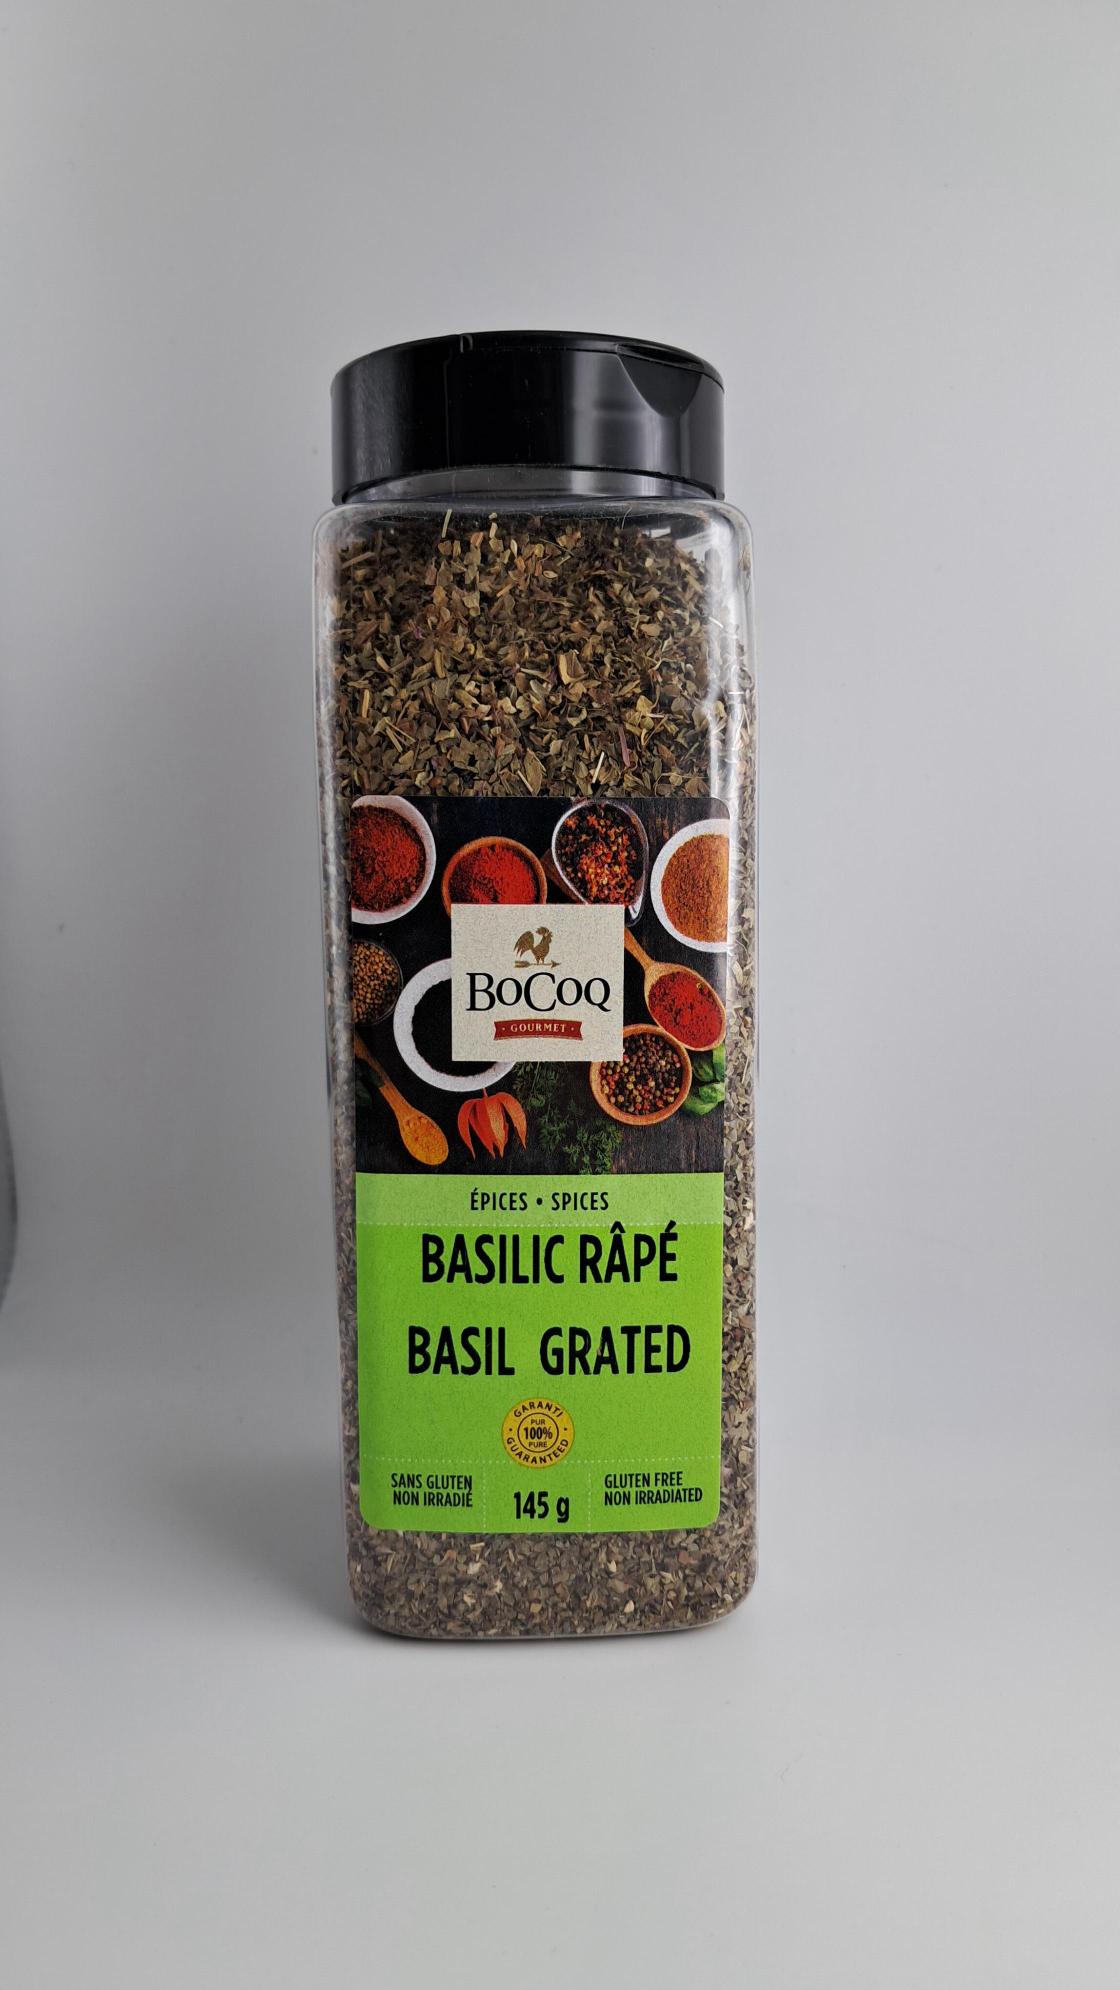 BOCOQ
· GOURMET ·
ÉPICES • SPICES
BASILIC RÂPÉ
BASIL GRATED
GARANTI
PUR
100%
PURE
GUARANTEED
SANS GLUTEN
NON IRRADIÉ
145 g
GLUTEN FREE
NON IRRADIATED